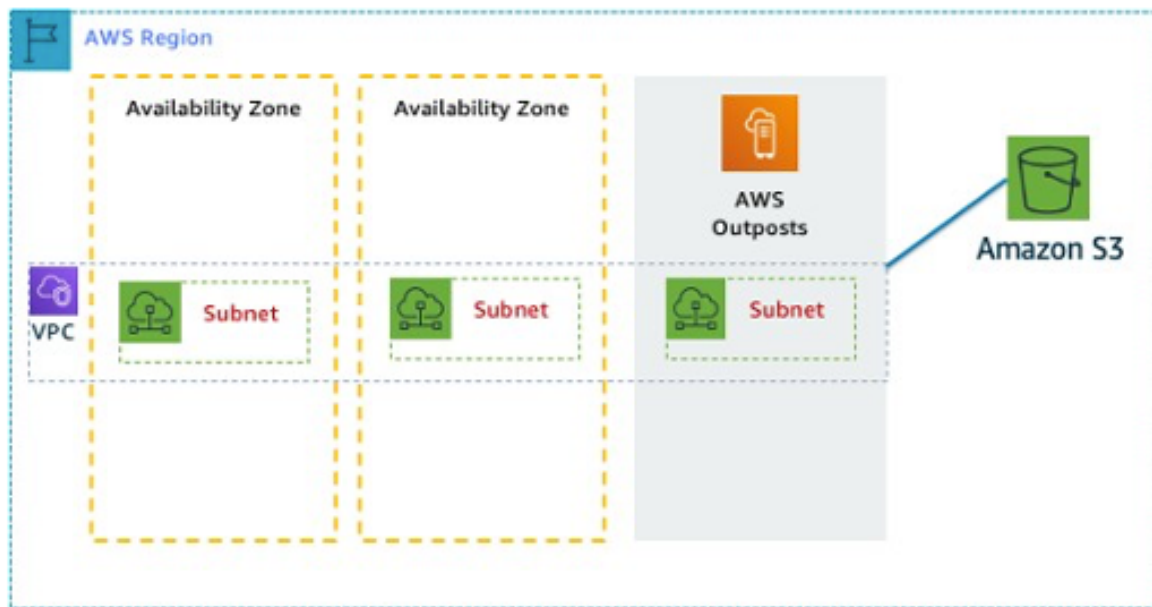 AWS Region
Availability Zone
Availability Zone
AWS
Outposts
Amazon S3
VPC
Subnet
Subnet
Subnet